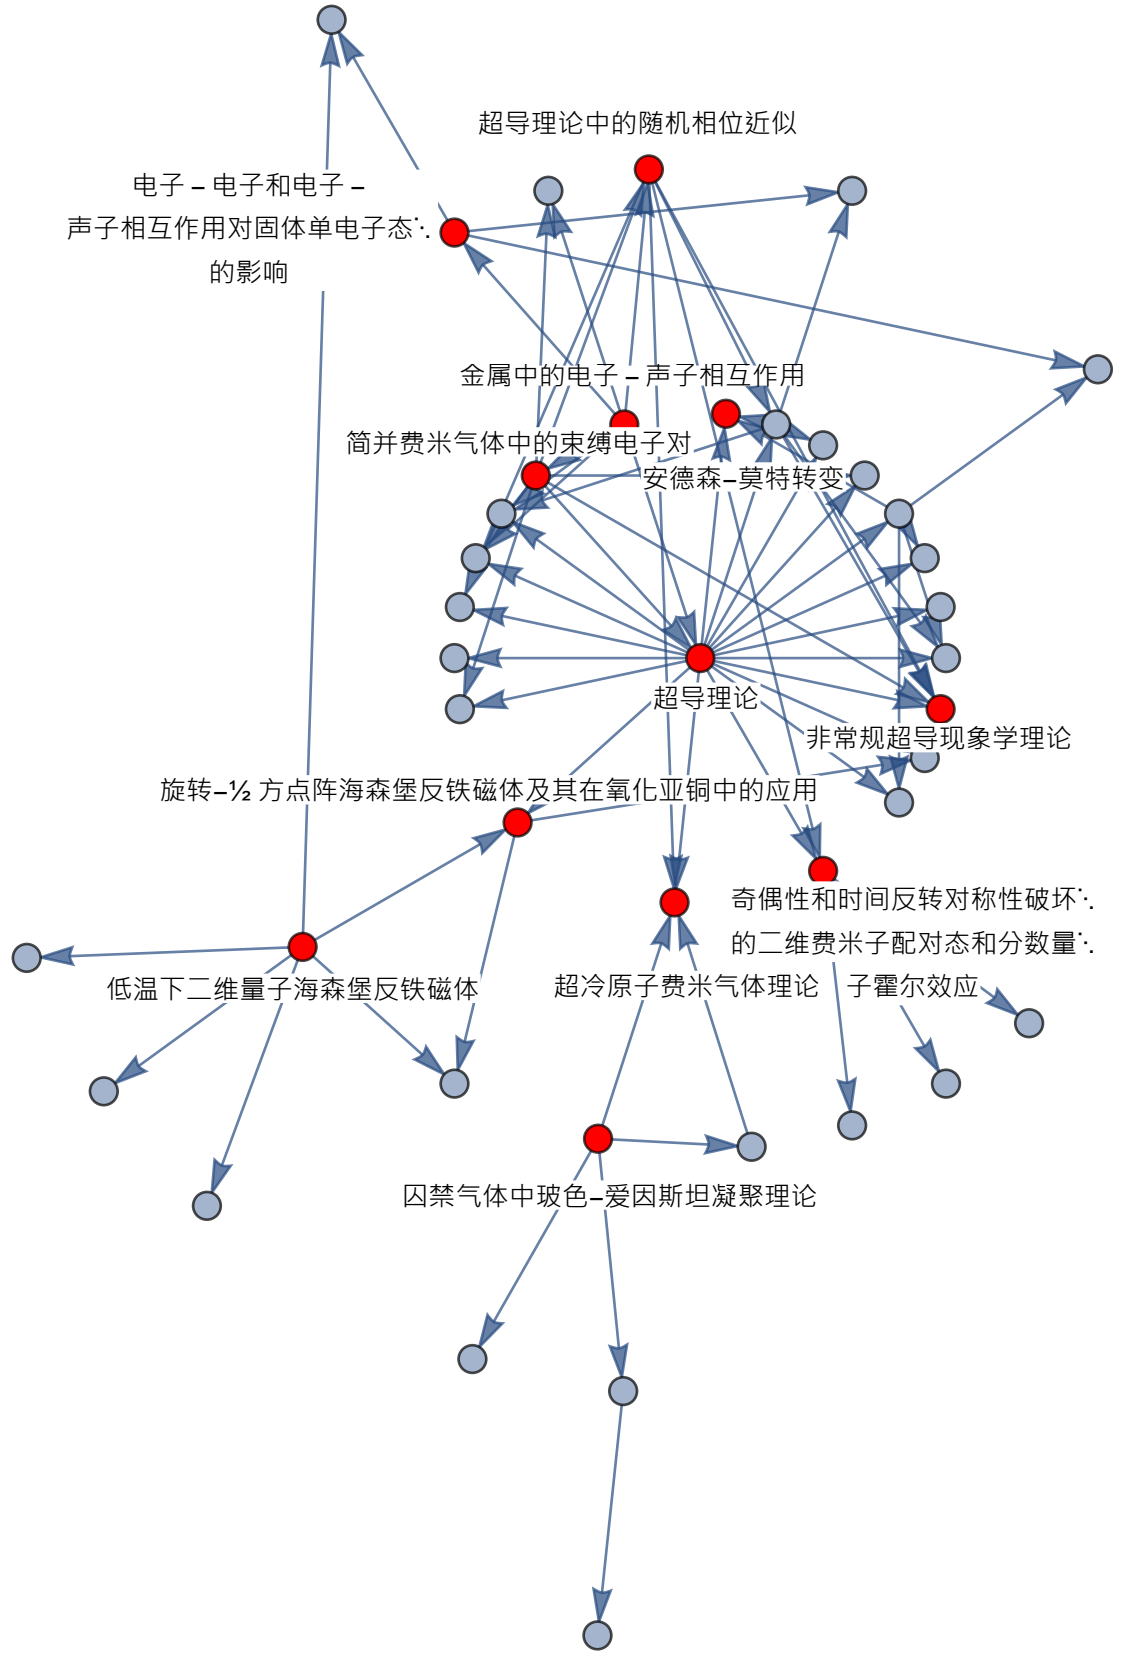 超导理论中的随机相位近似
电子 – 电子和电子 –
声子相互作用对固体单电子态⋱
的影响
金属中的电子 – 声子相互作用
简并费米气体中的束缚电子对
安德森–莫特转变
超导理论
非常规超导现象学理论
旋转–½ 方点阵海森堡反铁磁体及其在氧化亚铜中的应用
奇偶性和时间反转对称性破坏⋱
的二维费米子配对态和分数量⋱
子霍尔效应
低温下二维量子海森堡反铁磁体
超冷原子费米气体理论
囚禁气体中玻色–爱因斯坦凝聚理论